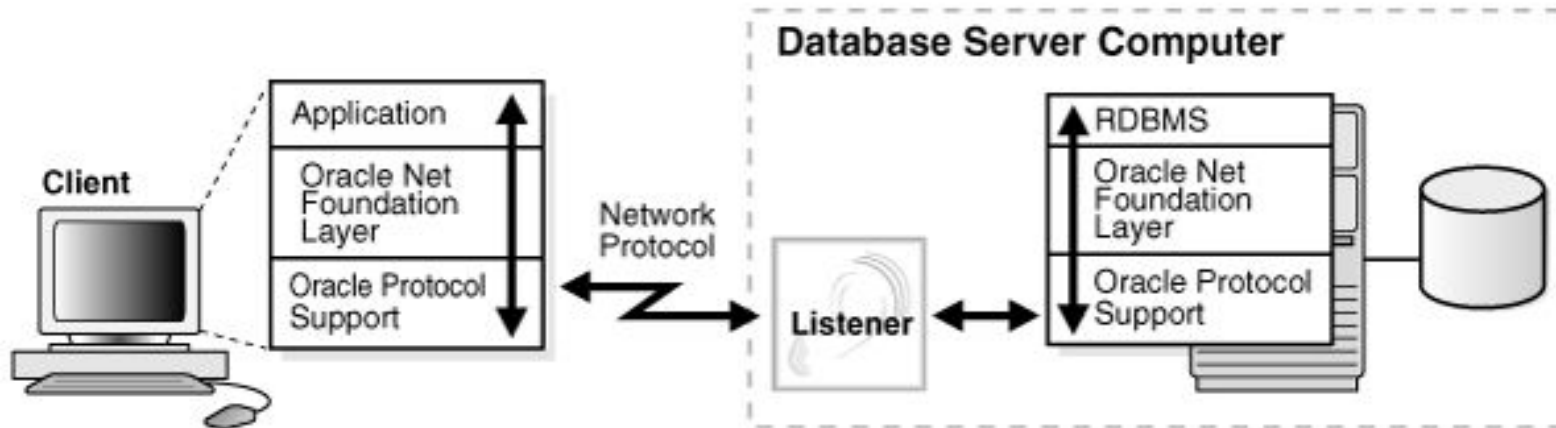 Database Server Computer
Client
Application
Oracle Net
Foundation
Layer
Oracle Protocol
Support
Network
Protocol
Listener
RDBMS
Oracle Net
Foundation
Layer
Oracle Protocol
Support